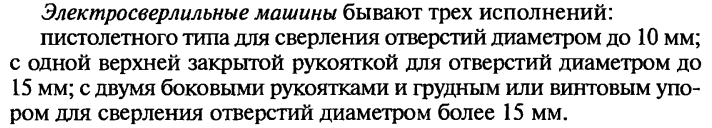 Электросверлильные машины бывают трех исполнений:
пистолетного типа для сверления отверстий диаметром до 10 мм;
с одной верхней закрытой рукояткой для отверстий диаметром до
15 мм; с двумя боковыми рукоятками и грудным или винтовым упо-
ром для сверления отверстий диаметром более 15 мм.